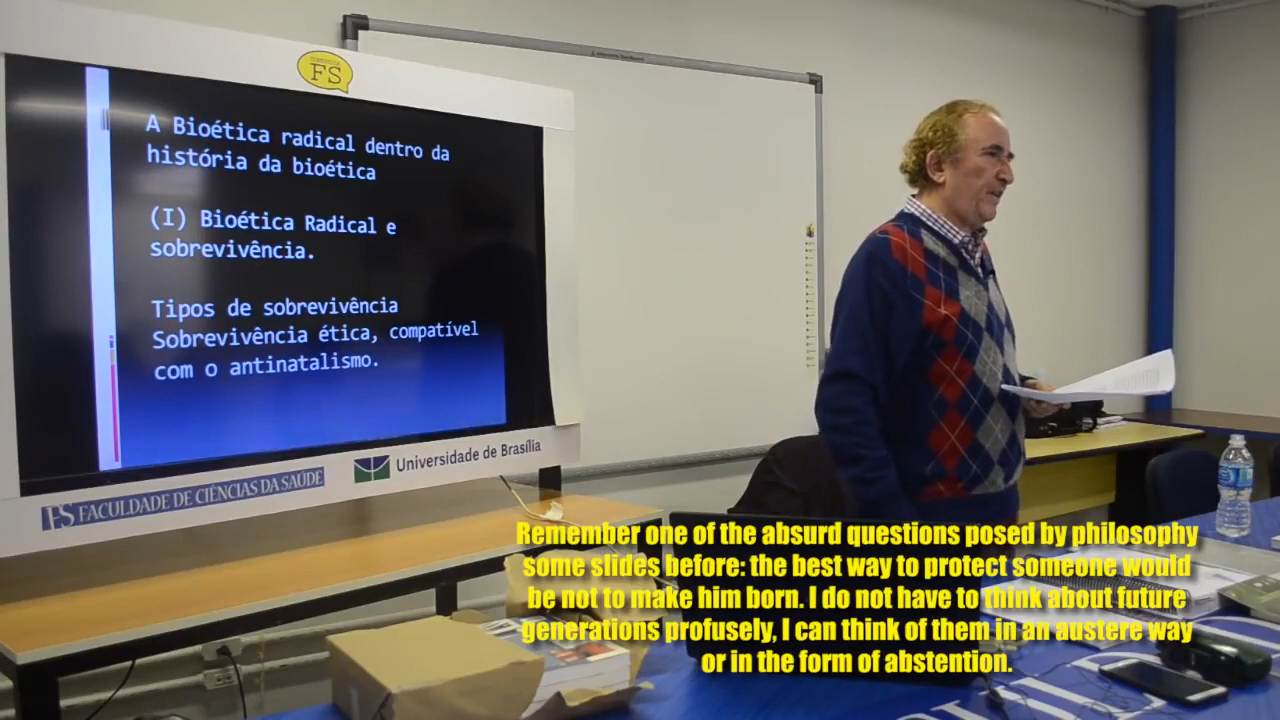 FS
A Bioética radical dentro da
história da bioética
(I) Bioética Radical e
sobrevivência.
Tipos de sobrevivência
Sobrevivência ética, compatível
com o antinatalismo.
FS FACULDADE DE CIÊNCIAS DA SAÚDE
Universidade de Brasília
Remember one of the absurd questions posed by philosophy
some slides before: the best way to protect someone would
be not to make him born. I do not have to think about future
generations profusely, I can think of them in an austere way
or in the form of abstention.